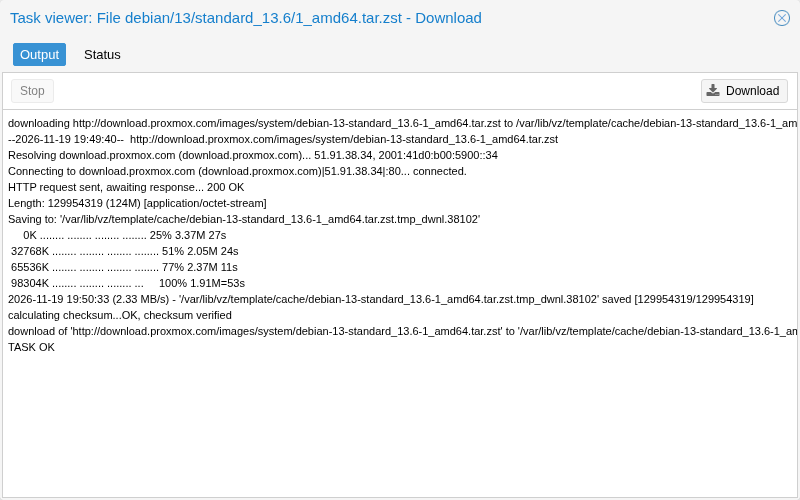 Task viewer: File debian/13/standard_13.6/1_amd64.tar.zst - Download
Output Status
Stop Download
downloading http://download.proxmox.com/images/system/debian-13-standard_13.6-1_amd64.tar.zst to /var/lib/vz/template/cache/debian-13-standard_13.6-1_am
--2026-11-19 19:49:40-- http://download.proxmox.com/images/system/debian-13-standard_13.6-1_amd64.tar.zst
Resolving download.proxmox.com (download.proxmox.com)... 51.91.38.34, 2001:41d0:b00:5900::34
Connecting to download.proxmox.com (download.proxmox.com)|51.91.38.34|:80... connected.
HTTP request sent, awaiting response... 200 OK
Length: 129954319 (124M) [application/octet-stream]
Saving to: '/var/lib/vz/template/cache/debian-13-standard_13.6-1_amd64.tar.zst.tmp_dwnl.38102'
0K ........ ........ ........ ........ 25% 3.37M 27s
32768K ........ ........ ........ ........ 51% 2.05M 24s
65536K ........ ........ ........ ........ 77% 2.37M 11s
98304K ........ ........ ........ ... 100% 1.91M=53s
2026-11-19 19:50:33 (2.33 MB/s) - '/var/lib/vz/template/cache/debian-13-standard_13.6-1_amd64.tar.zst.tmp_dwnl.38102' saved [129954319/129954319]
calculating checksum...OK, checksum verified
download of 'http://download.proxmox.com/images/system/debian-13-standard_13.6-1_amd64.tar.zst' to '/var/lib/vz/template/cache/debian-13-standard_13.6-1_an
TASK OK